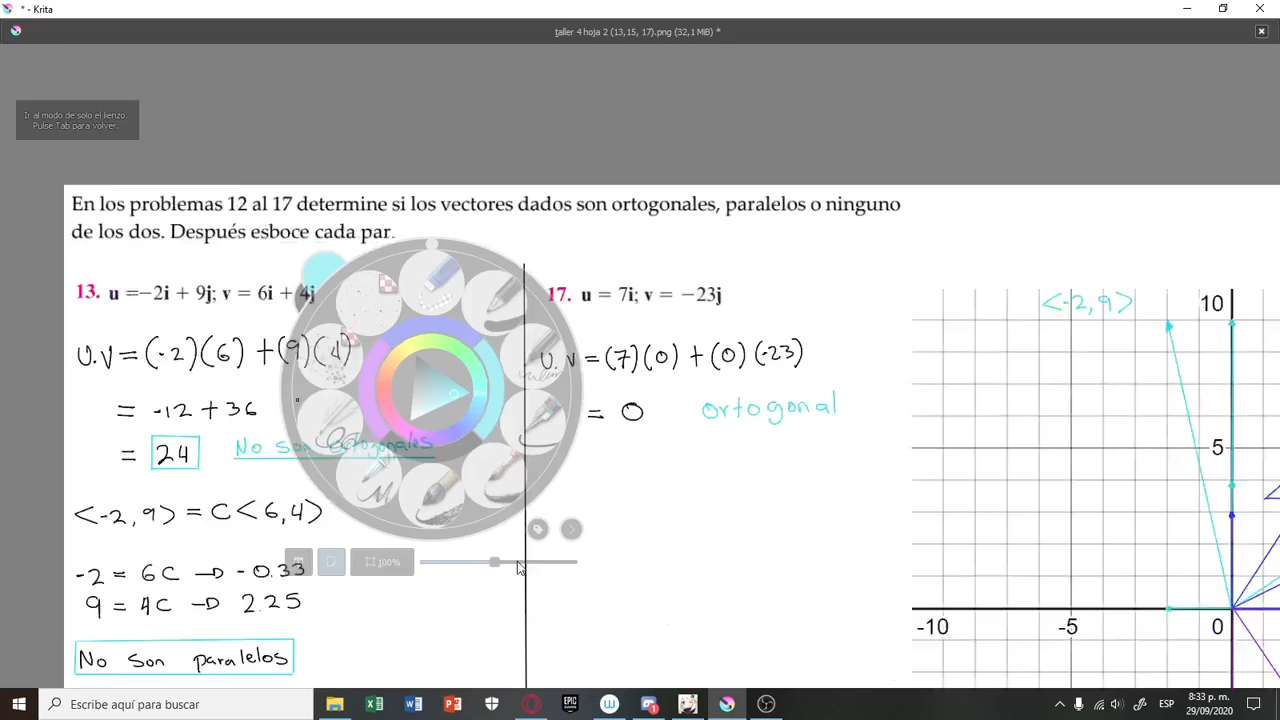 * - Krita
taller 4 hoja 2 (13,15, 17).png (32,1 MiB) *
Ir al modo de solo el lienzo.
Pulse Tab para volver.
En los problemas 12 al 17 determine si los vectores dados son ortogonales, paralelos o ninguno
de los dos. Después esboce cada par.
13. u =−2i + 9j; v = 6i + 4j
U.V = (-2)(6) + (9)(4)
= -12 + 36
= 24 No son octogonales
<-2, 9> = C<6,4>
-2 = 6C → -0.33
9 = 4C → 2.25
No son paralelos
17. u = 7i; v = −23j
U.V = (7)(0) + (0)(-23)
= 0 ortogonal
100%
<-2, 9>
10
5
-10 -5 0
Escribe aquí para buscar
ESP
8:33 p. m.
29/09/2020